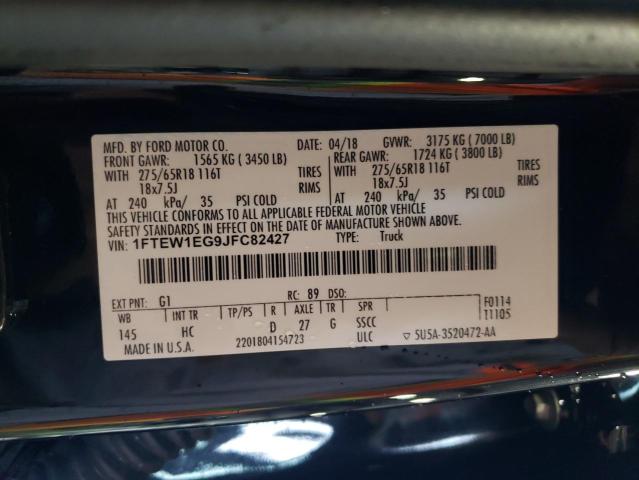 MFD. BY FORD MOTOR CO. DATE: 04/18 GVWR: 3175 KG ( 7000 LB)
FRONT GAWR: 1565 KG ( 3450 LB) REAR GAWR: 1724 KG ( 3800 LB)
WITH 275/65R18 116T TIRES WITH 275/65R18 116T TIRES
18x7.5J RIMS 18x7.5J RIMS
AT 240 kPa/ 35 PSI COLD AT 240 kPa/ 35 PSI COLD
THIS VEHICLE CONFORMS TO ALL APPLICABLE FEDERAL MOTOR VEHICLE
SAFETY STANDARDS IN EFFECT ON THE DATE OF MANUFACTURE SHOWN ABOVE.
VIN: 1FTEW1EG9JFC82427 TYPE: Truck
EXT PNT: G1 RC: 89 DSO: F0114
WB INT TR TP/PS R AXLE TR SPR T1105
145 HC D 27 G SSCC
MADE IN U.S.A. 2201804154723 ULC ▽ 5U5A-3520472-AA